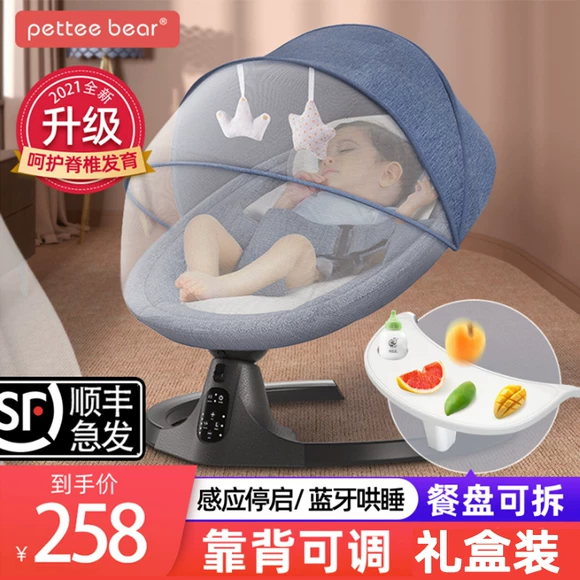 pettee bear®
2021全新
升级
呵护脊椎发育
SF
顺丰
急发
到手价
¥258
感应停启/蓝牙哄睡
餐盘可拆
靠背可调
礼盒装